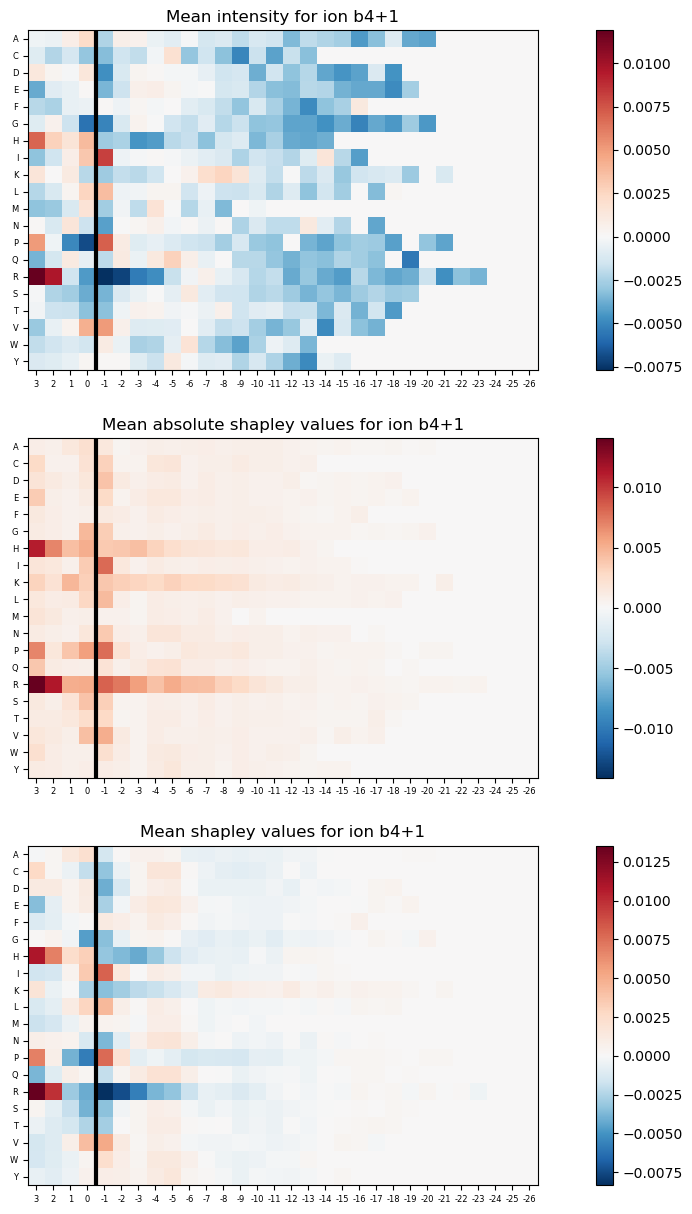 Mean intensity for ion b4+1
A
C
D
E
F
G
H
I
K
L
M
N
P
Q
R
S
T
V
W
Y
3 2 1 0 -1 -2 -3 -4 -5 -6 -7 -8 -9 -10 -11 -12 -13 -14 -15 -16 -17 -18 -19 -20 -21 -22 -23 -24 -25 -26
0.0100
0.0075
0.0050
0.0025
0.0000
−0.0025
−0.0050
−0.0075
Mean absolute shapley values for ion b4+1
A
C
D
E
F
G
H
I
K
L
M
N
P
Q
R
S
T
V
W
Y
3 2 1 0 -1 -2 -3 -4 -5 -6 -7 -8 -9 -10 -11 -12 -13 -14 -15 -16 -17 -18 -19 -20 -21 -22 -23 -24 -25 -26
0.010
0.005
0.000
−0.005
−0.010
Mean shapley values for ion b4+1
A
C
D
E
F
G
H
I
K
L
M
N
P
Q
R
S
T
V
W
Y
3 2 1 0 -1 -2 -3 -4 -5 -6 -7 -8 -9 -10 -11 -12 -13 -14 -15 -16 -17 -18 -19 -20 -21 -22 -23 -24 -25 -26
0.0125
0.0100
0.0075
0.0050
0.0025
0.0000
−0.0025
−0.0050
−0.0075